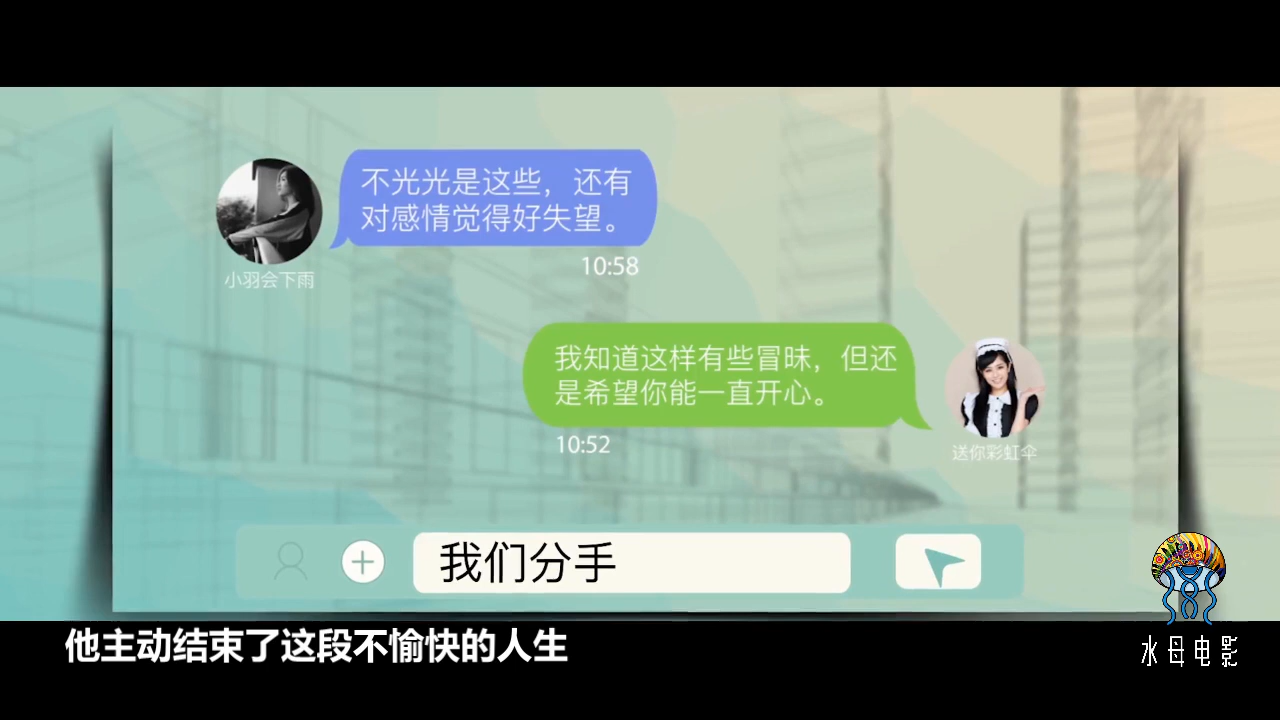 不光光是这些，还有
对感情觉得好失望。
10:58
小羽会下雨
我知道这样有些冒昧，但还
是希望你能一直开心。
10:52
送你彩虹伞
我们分手
他主动结束了这段不愉快的人生
水母电影